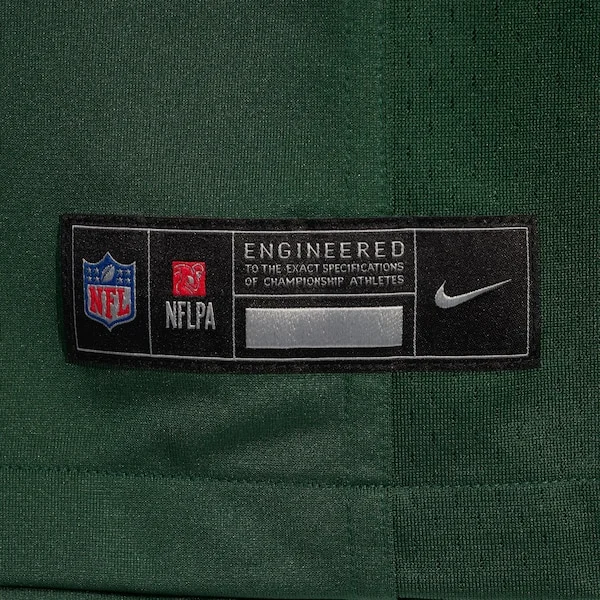 NFL
NFLPA
ENGINEERED
TO THE EXACT SPECIFICATIONS
OF CHAMPIONSHIP ATHLETES